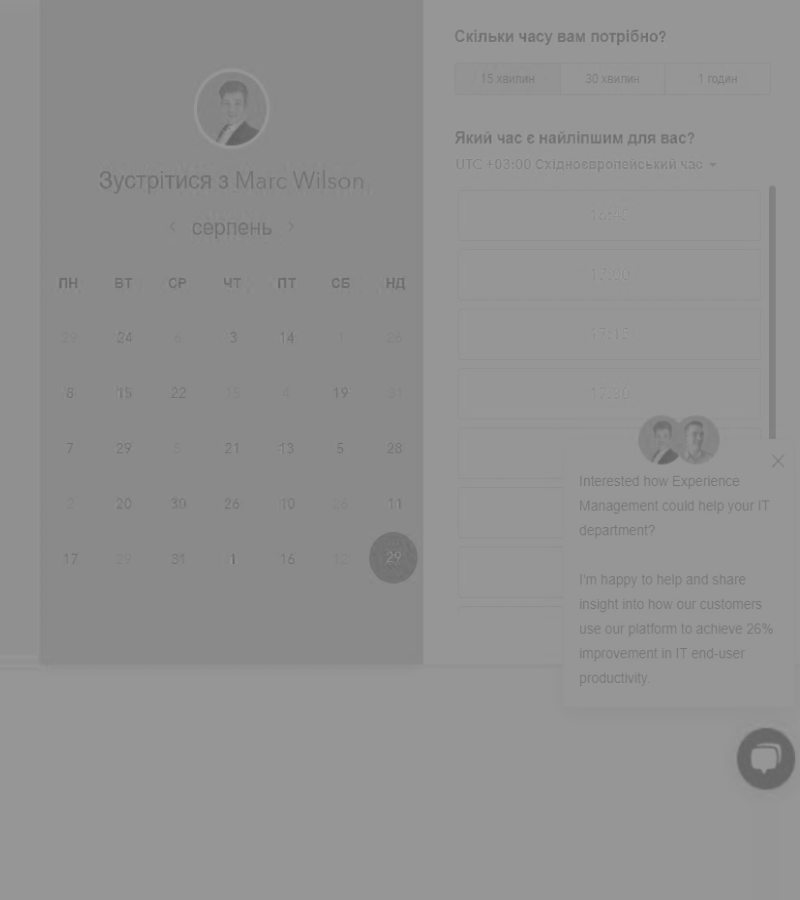 Зустрітися з Marc Wilson
серпень
ПН ВТ СР ЧТ ПТ СБ НД
29 24 3 14 1 26
8 15 22 15 4 19 31
7 29 5 21 13 5 28
2 20 30 26 10 26 11
17 29 31 1 16 12 29
Скільки часу вам потрібно?
15 хвилин 30 хвилин 1 годин
Який час є найліпшим для вас?
UTC +03:00 Східноєвропейський час
16:45
17:00
17:15
17:30
Interested how Experience
Management could help your IT
department?
I'm happy to help and share
insight into how our customers
use our platform to achieve 26%
improvement in IT end-user
productivity.